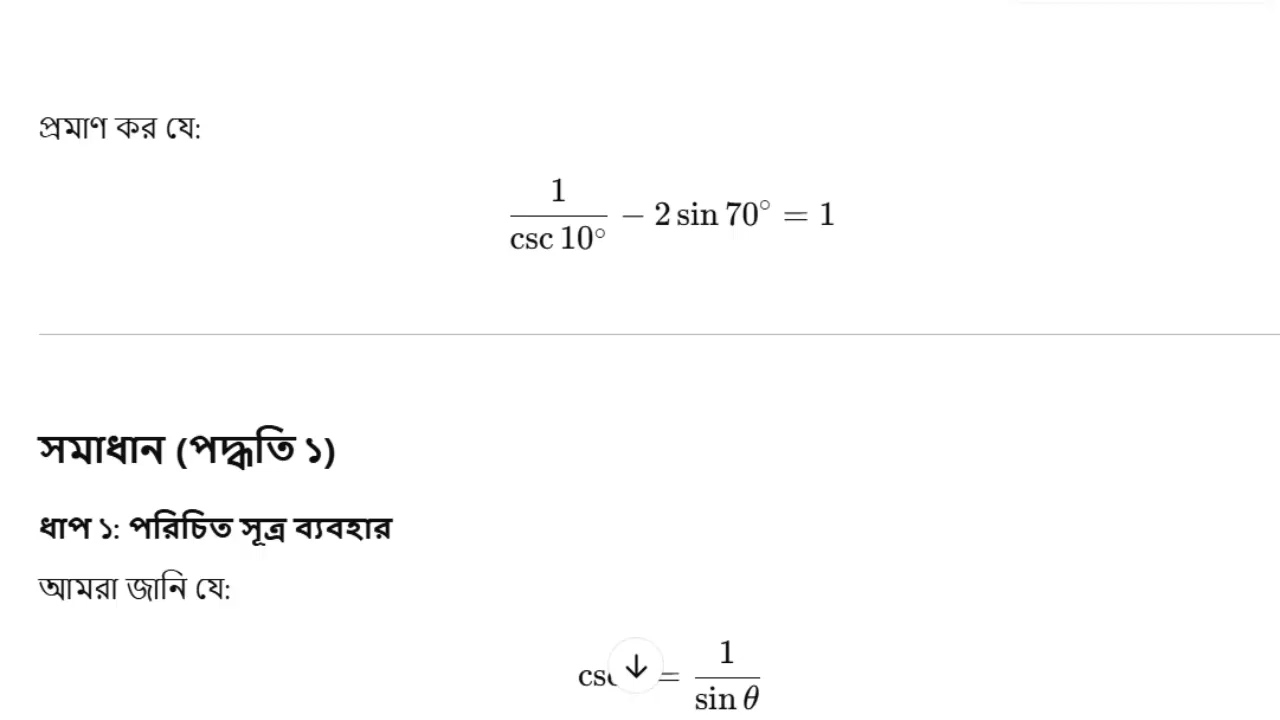 প্রমাণ কর যে:
1/csc 10° − 2 sin 70° = 1
সমাধান (পদ্ধতি ১)
ধাপ ১: পরিচিত সূত্র ব্যবহার
আমরা জানি যে:
= 1/sin θ